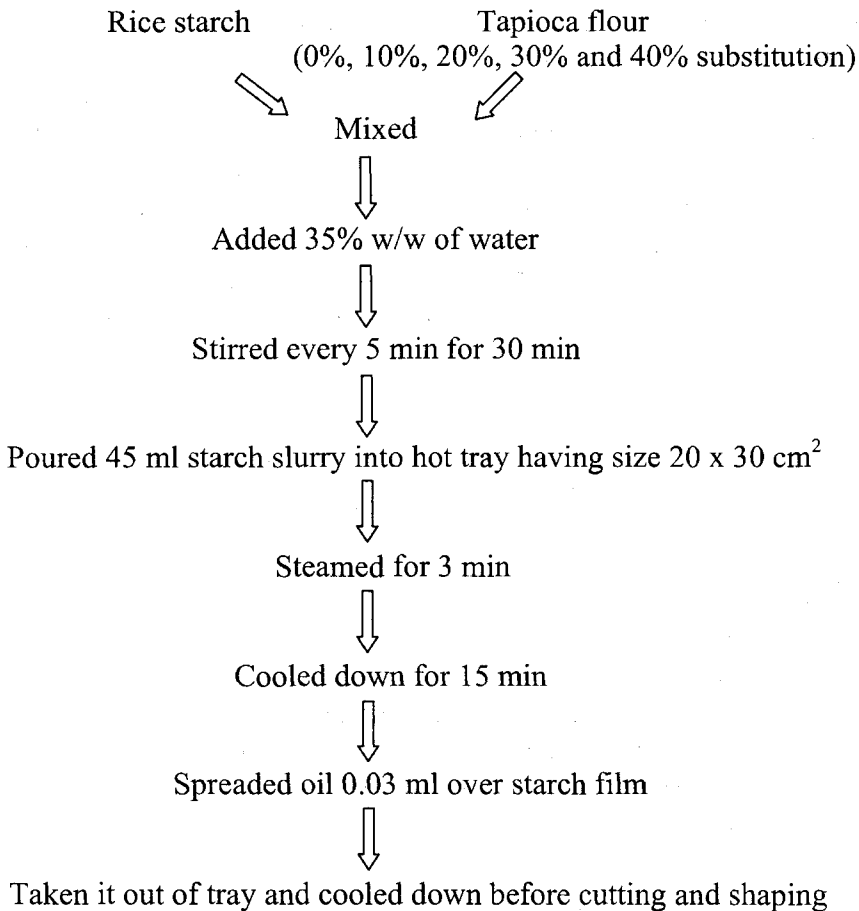 Rice starch
Tapioca flour
(0%, 10%, 20%, 30% and 40% substitution)
Mixed
Added 35% w/w of water
Stirred every 5 min for 30 min
Poured 45 ml starch slurry into hot tray having size 20 x 30 cm²
Steamed for 3 min
Cooled down for 15 min
Spreaded oil 0.03 ml over starch film
Taken it out of tray and cooled down before cutting and shaping